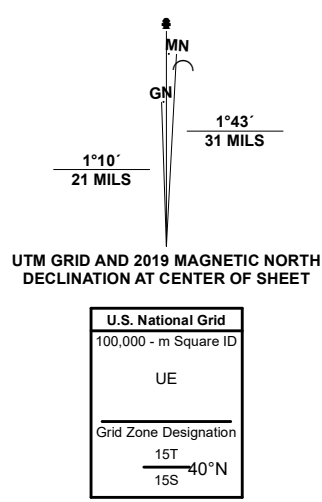 MN
GN
1°43´
31 MILS
1°10´
21 MILS
UTM GRID AND 2019 MAGNETIC NORTH
DECLINATION AT CENTER OF SHEET
U.S. National Grid
100,000 - m Square ID
UE
Grid Zone Designation
15T
40°N
15S